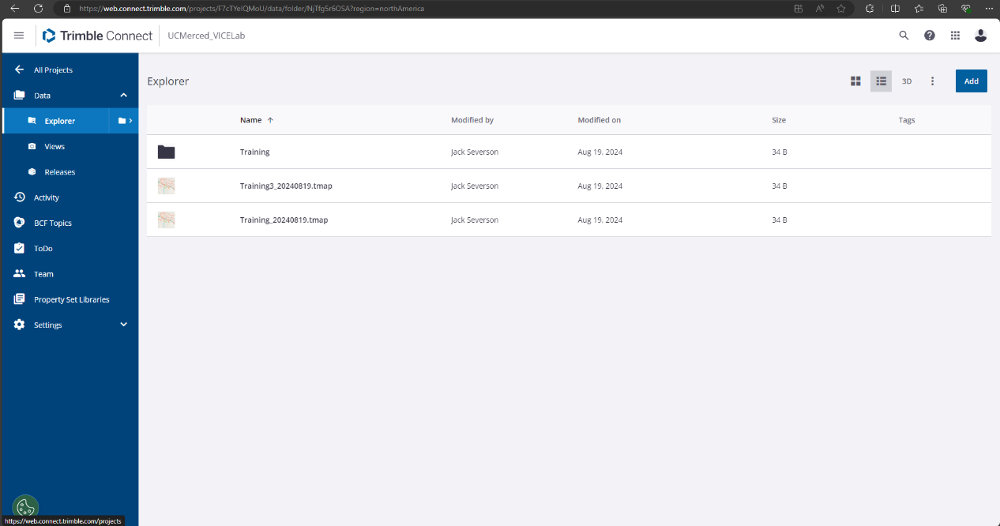 https://web.connect.trimble.com/projects/F7cTYeIQMoU/data/folder/NjTfg5r6OSA?region=northAmerica
Trimble Connect UCMerced_VICELab
All Projects
Data
Explorer
Views
Releases
Activity
BCF Topics
ToDo
Team
Property Set Libraries
Settings
Explorer 3D Add
Name Modified by Modified on Size Tags
Training Jack Severson Aug 19, 2024 34 B
Training3_20240819.tmap Jack Severson Aug 19, 2024 34 B
Training_20240819.tmap Jack Severson Aug 19, 2024 34 B
https://web.connect.trimble.com/projects